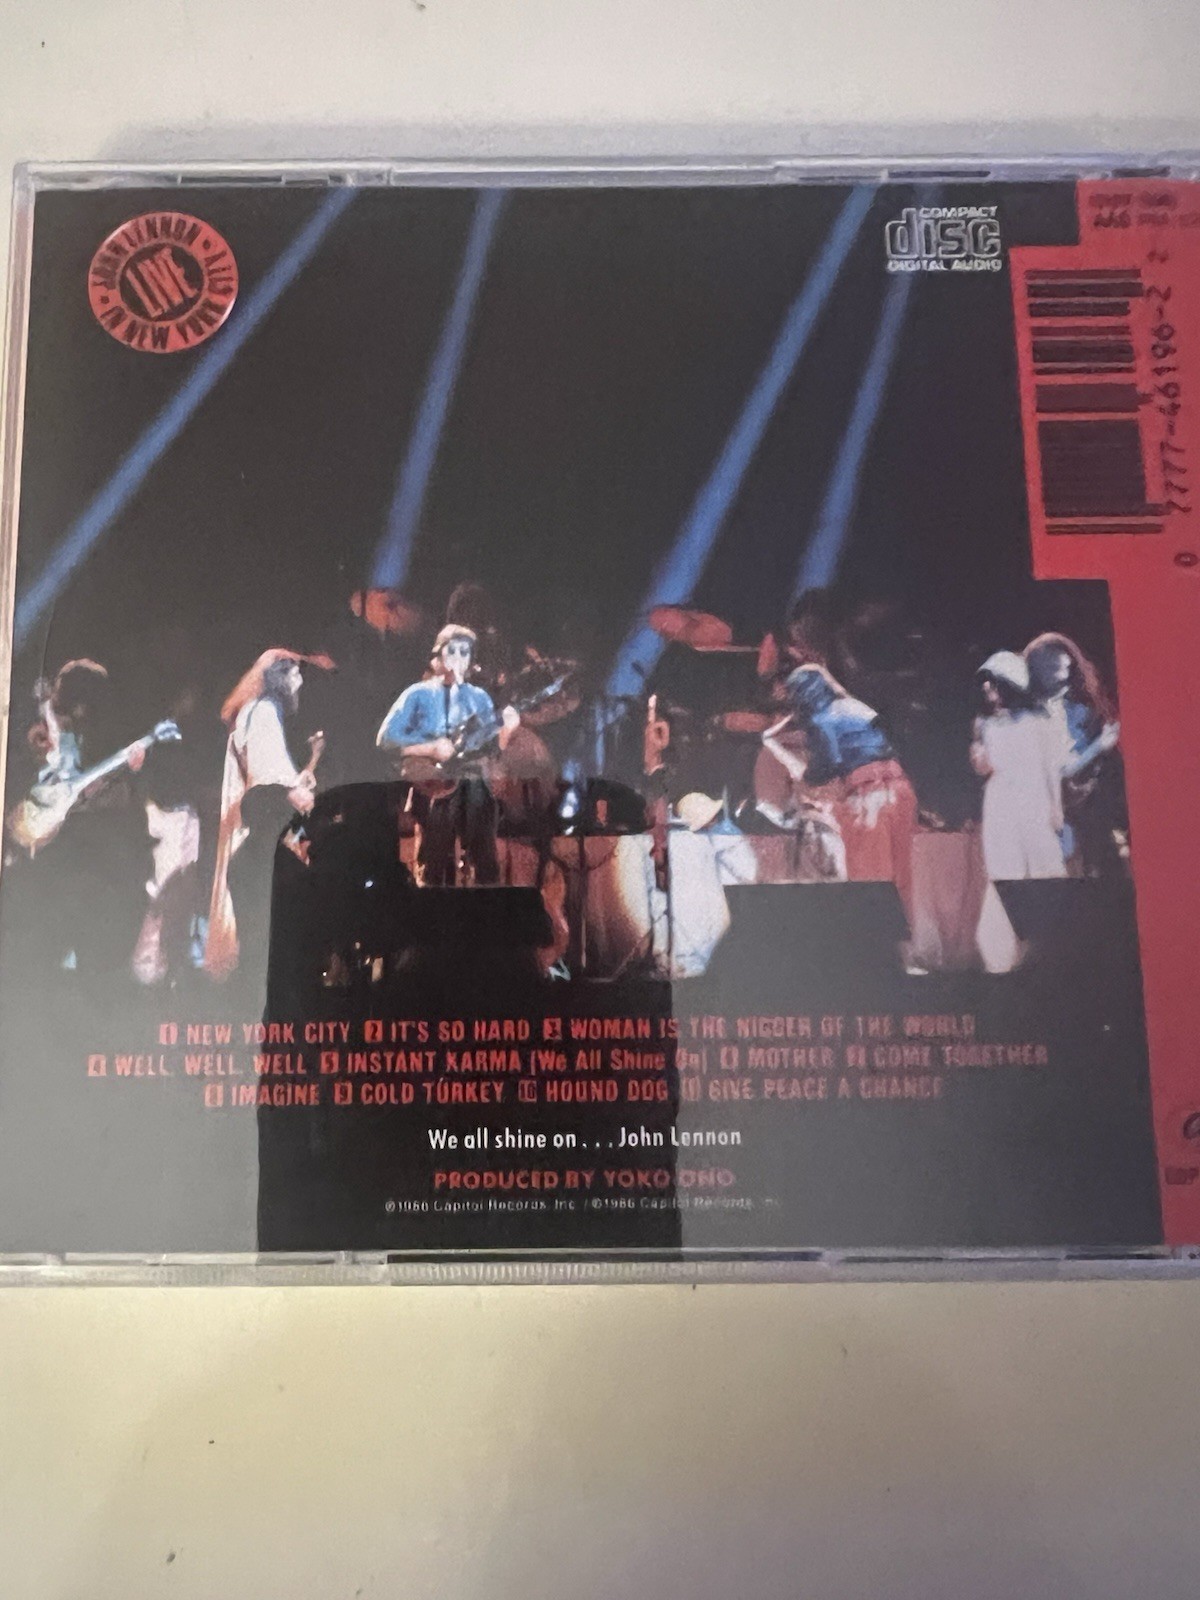 JOHN LENNON • LIVE • IN NEW YORK CITY •
COMPACT
disc
DIGITAL AUDIO
0 7777-46196-2 2
1 NEW YORK CITY 2 IT'S SO HARD 3 WOMAN IS THE NIGGER OF THE WORLD
4 WELL WELL WELL 5 INSTANT KARMA [We All Shine On] 6 MOTHER 7 COME TOGETHER
8 IMAGINE 9 COLD TURKEY 10 HOUND DOG 11 GIVE PEACE A CHANCE
We all shine on . . . John Lennon
PRODUCED BY YOKO ONO
℗1986 Capitol Records, Inc. / ©1986 Capitol Records, Inc.